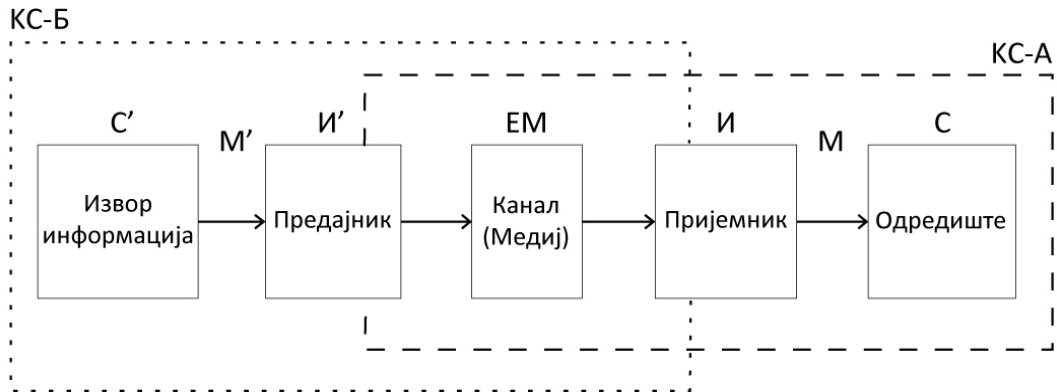 КС-Б
КС-А
С’
М’
И’
ЕМ
И
М
С
Извор
информација
Предајник
Канал
(Медиј)
Пријемник
Одредиште